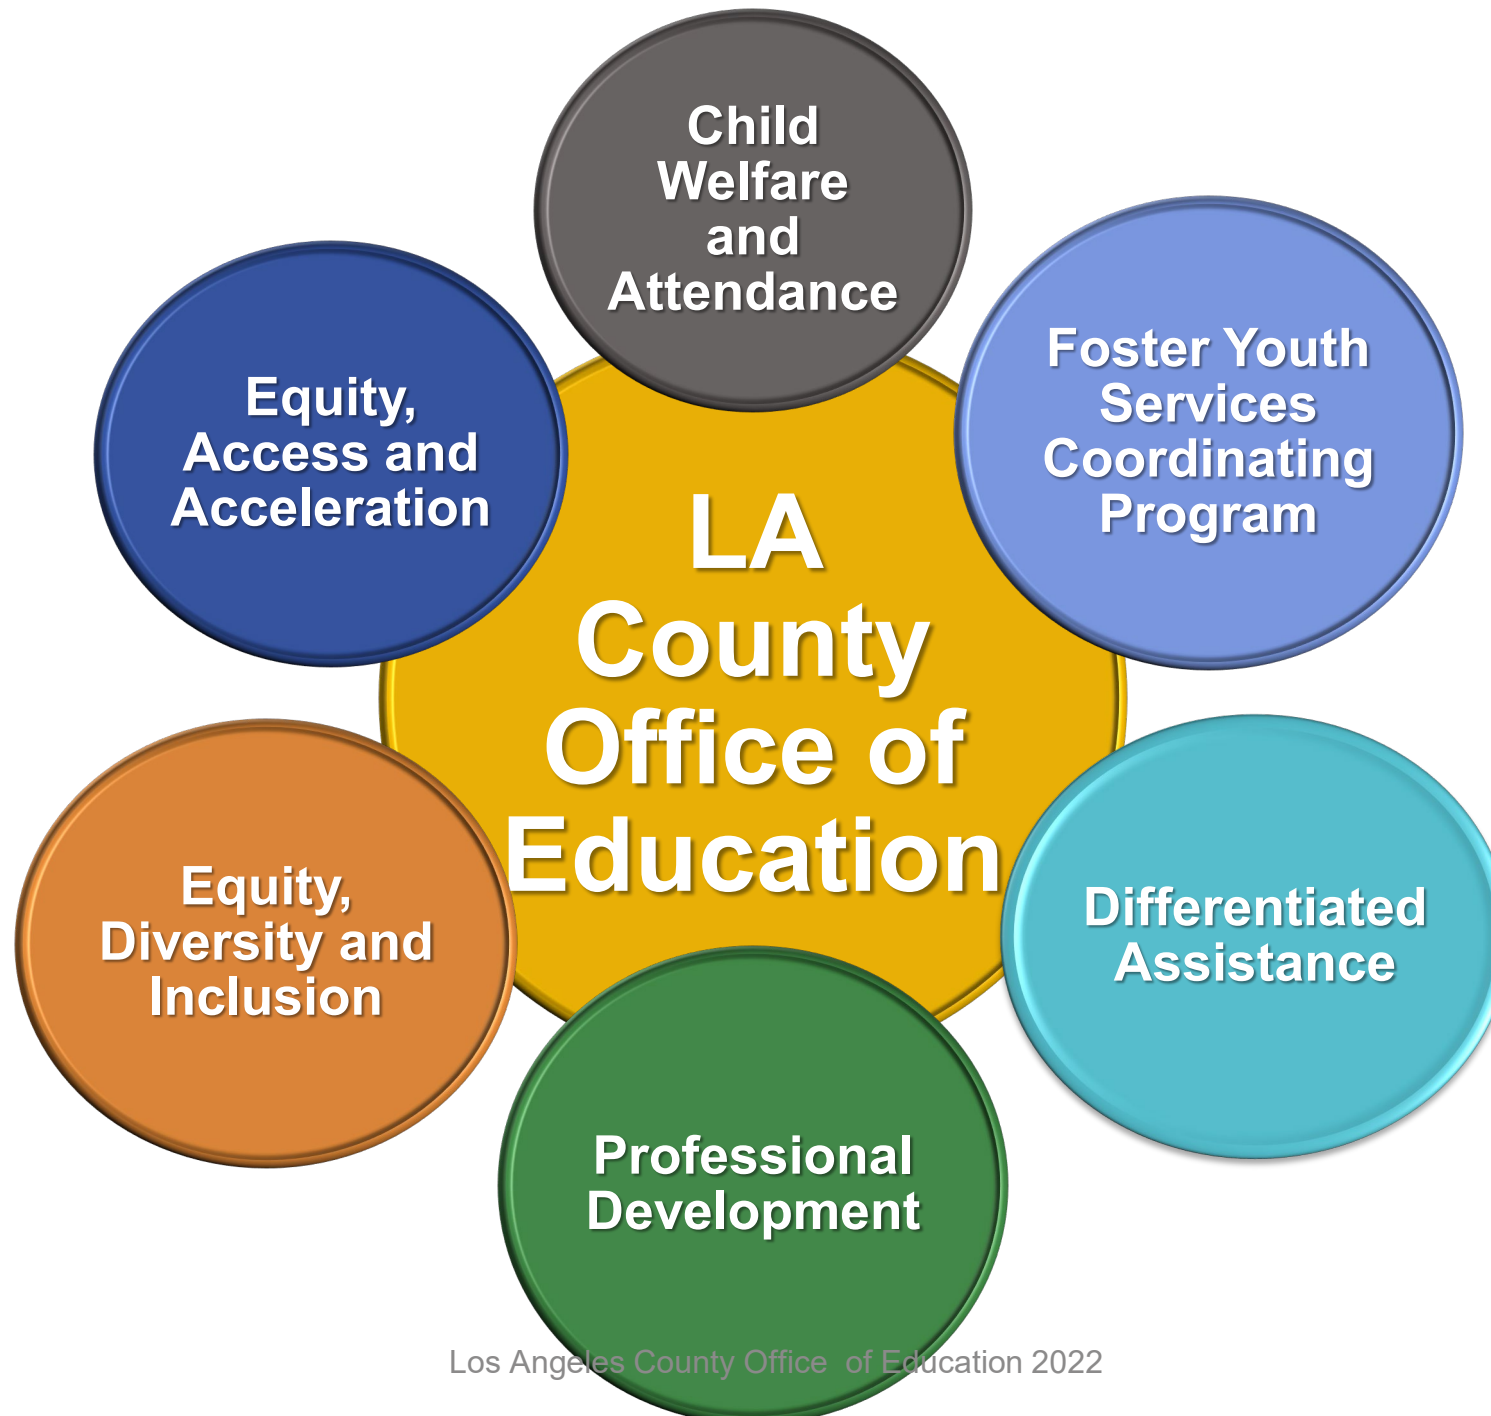 Child
Welfare
and
Attendance
Foster Youth
Services
Coordinating
Program
Equity,
Access and
Acceleration
LA
County
Office of
Education
Equity,
Diversity and
Inclusion
Differentiated
Assistance
Professional
Development
Los Angeles County Office  of Education 2022